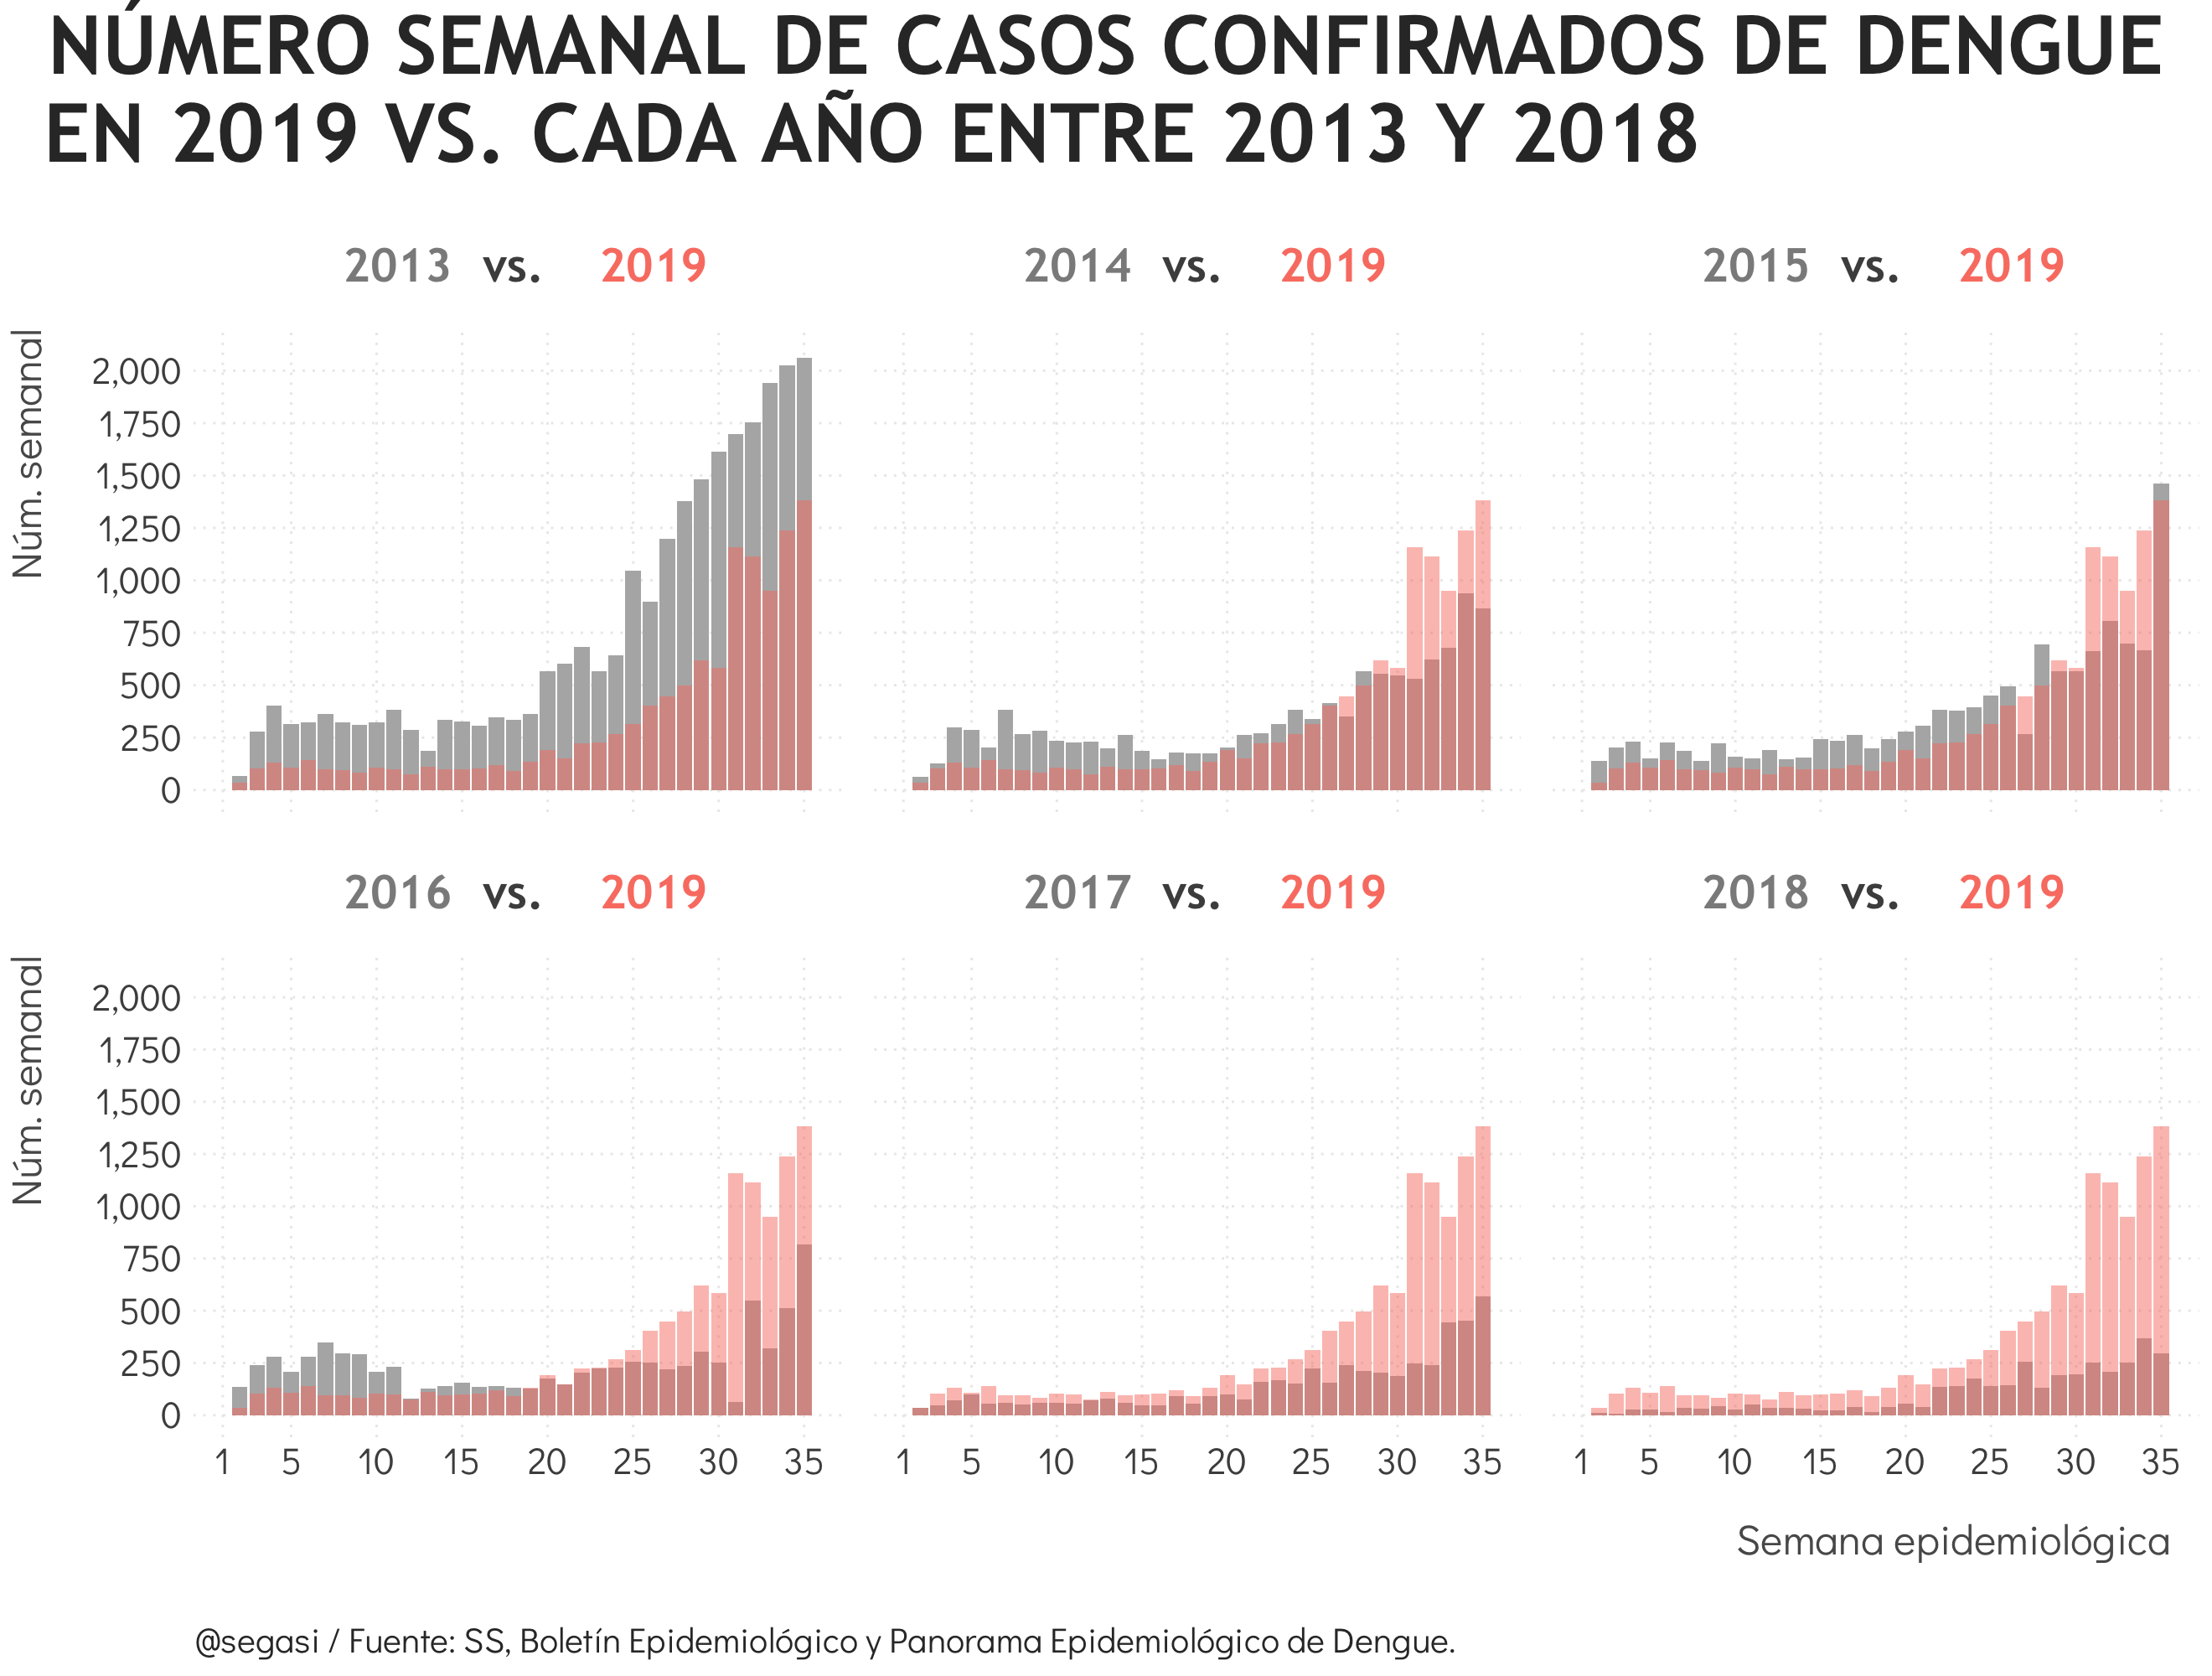 NÚMERO SEMANAL DE CASOS CONFIRMADOS DE DENGUE
EN 2019 VS. CADA AÑO ENTRE 2013 Y 2018
2013 vs. 2019
2014 vs. 2019
2015 vs. 2019
Núm. semanal
2,000
1,750
1,500
1,250
1,000
750
500
250
0
2016 vs. 2019
2017 vs. 2019
2018 vs. 2019
Núm. semanal
2,000
1,750
1,500
1,250
1,000
750
500
250
0
1 5 10 15 20 25 30 35
1 5 10 15 20 25 30 35
1 5 10 15 20 25 30 35
Semana epidemiológica
@segasi / Fuente: SS, Boletín Epidemiológico y Panorama Epidemiológico de Dengue.